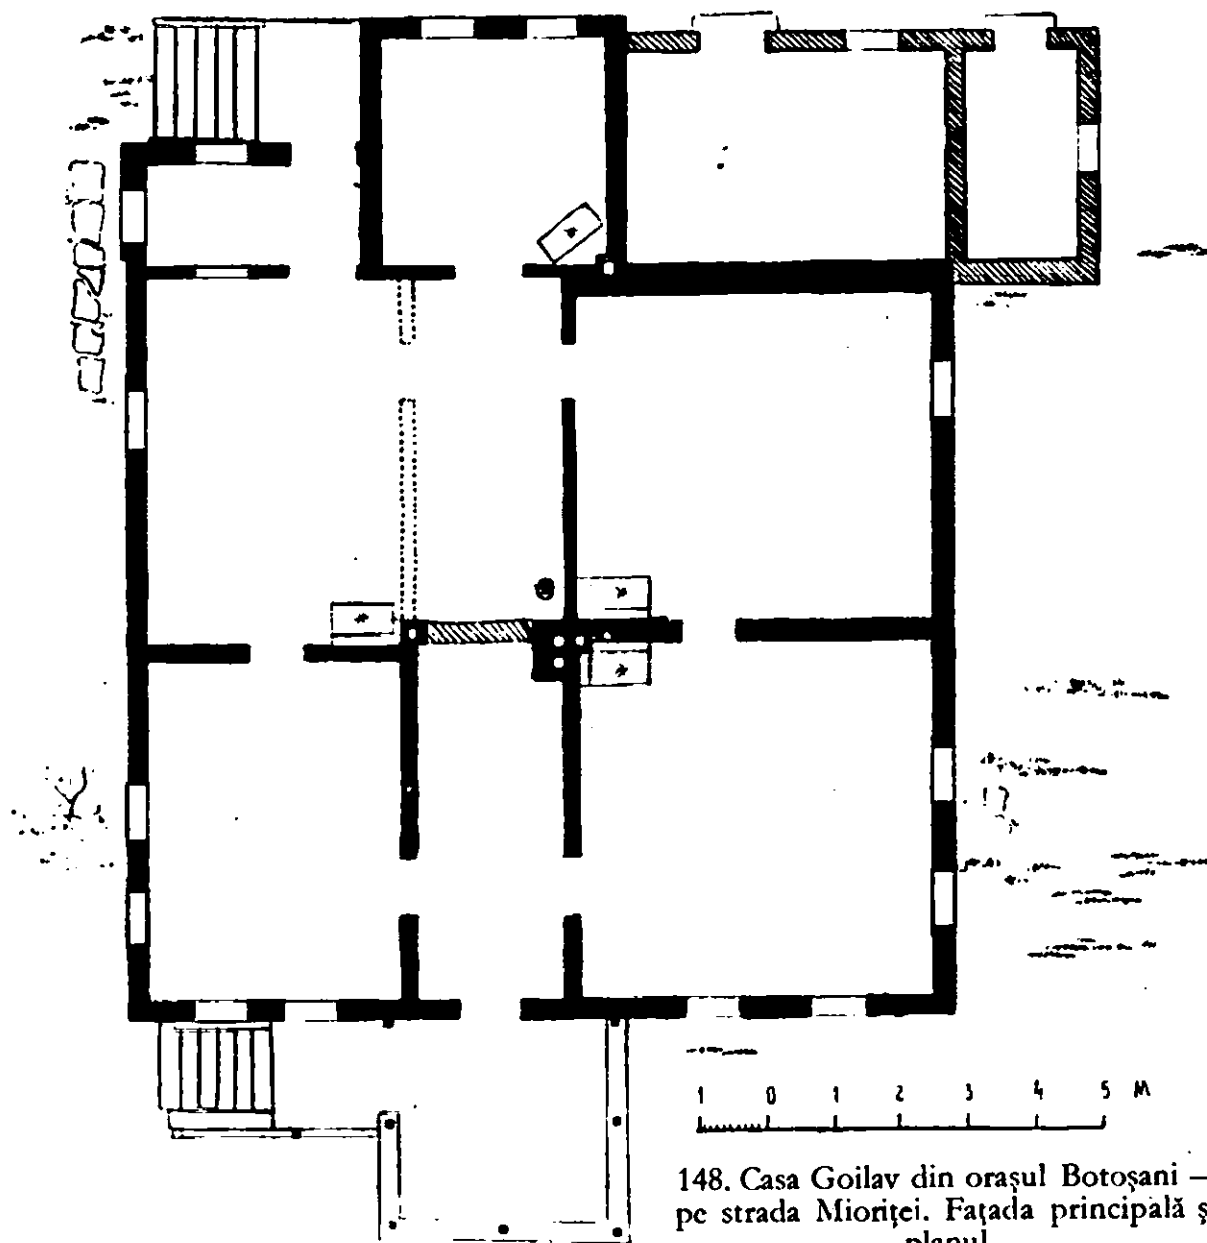 1 0 1 2 3 4 5 M
148. Casa Goilav din orașul Botoșani —
pe strada Mioriței. Fațada principală ș
planul